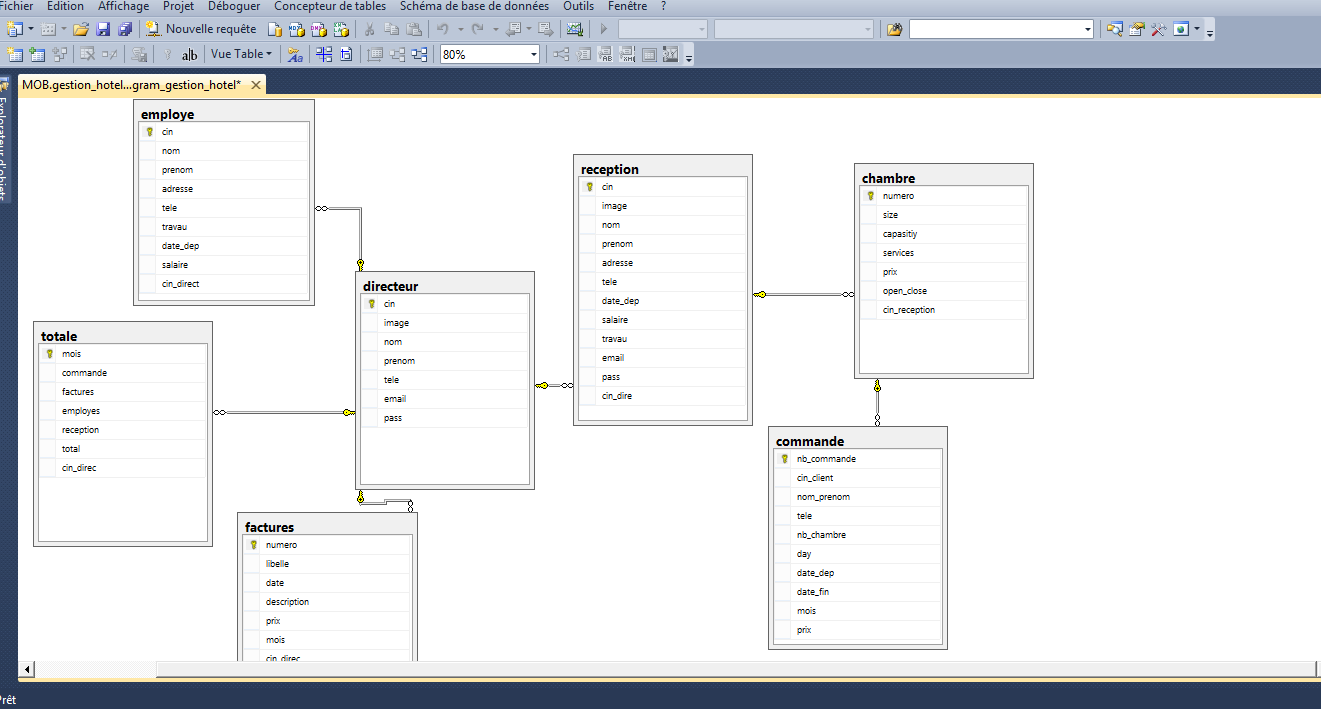 Fichier Edition Affichage Projet Déboguer Concepteur de tables Schéma de base de données Outils Fenêtre ?
Nouvelle requête
Vue Table
80%
MOB.gestion_hotel...gram_gestion_hotel*
Explorateur d'objets
employe
cin
nom
prenom
adresse
tele
travau
date_dep
salaire
cin_direct
totale
mois
commande
factures
employes
reception
total
cin_direc
directeur
cin
image
nom
prenom
tele
email
pass
factures
numero
libelle
date
description
prix
mois
cin_direc
reception
cin
image
nom
prenom
adresse
tele
date_dep
salaire
travau
email
pass
cin_dire
chambre
numero
size
capasitiy
services
prix
open_close
cin_reception
commande
nb_commande
cin_client
nom_prenom
tele
nb_chambre
day
date_dep
date_fin
mois
prix
Prêt